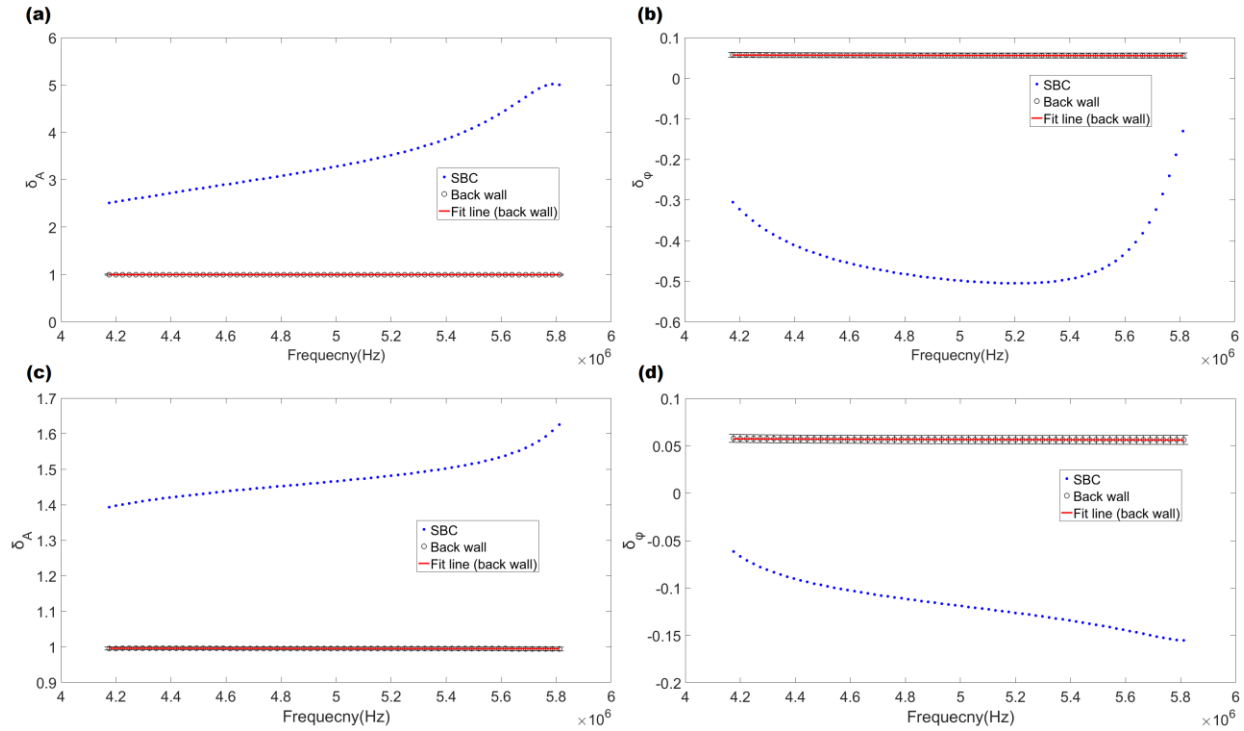 (a)
6
5
4
3
2
1
0
δ_A
SBC
Back wall
Fit line (back wall)
4 4.2 4.4 4.6 4.8 5 5.2 5.4 5.6 5.8 6
Frequecny(Hz)
×10^6
(b)
0.1
0
-0.1
-0.2
-0.3
-0.4
-0.5
-0.6
δ_φ
SBC
Back wall
Fit line (back wall)
4 4.2 4.4 4.6 4.8 5 5.2 5.4 5.6 5.8 6
Frequecny(Hz)
×10^6
(c)
1.7
1.6
1.5
1.4
1.3
1.2
1.1
1
0.9
δ_A
SBC
Back wall
Fit line (back wall)
4 4.2 4.4 4.6 4.8 5 5.2 5.4 5.6 5.8 6
Frequecny(Hz)
×10^6
(d)
0.1
0.05
0
-0.05
-0.1
-0.15
-0.2
δ_φ
SBC
Back wall
Fit line (back wall)
4 4.2 4.4 4.6 4.8 5 5.2 5.4 5.6 5.8 6
Frequecny(Hz)
×10^6